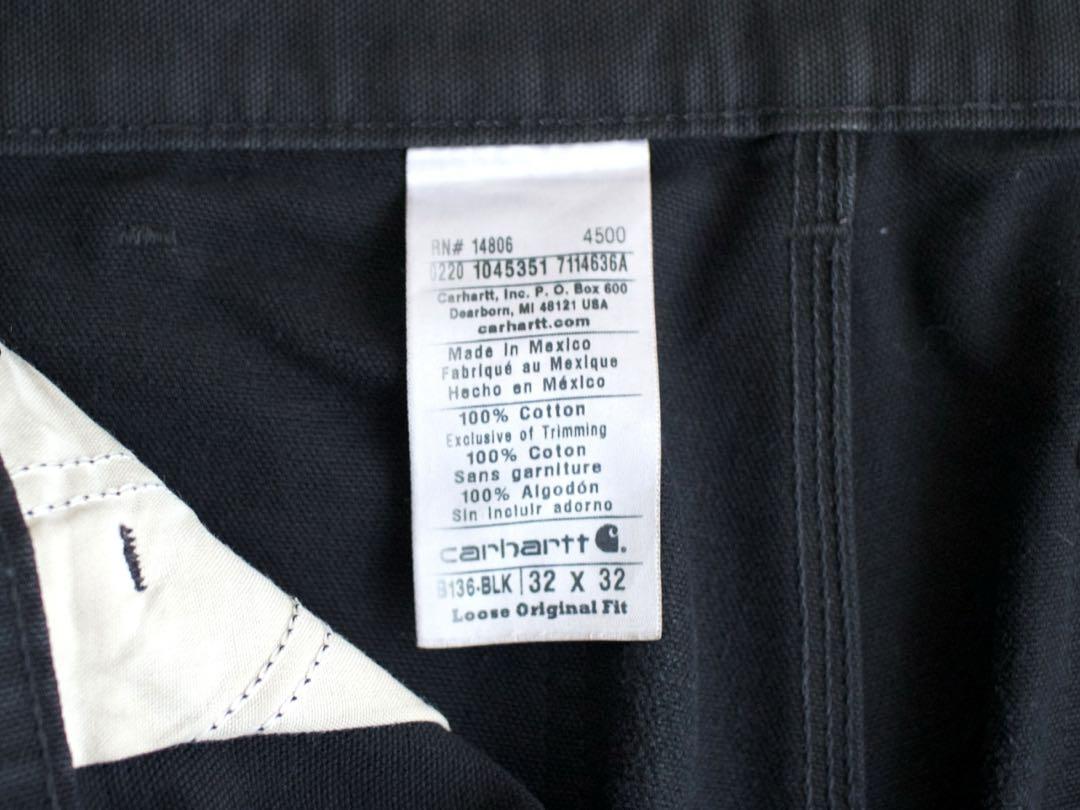 RN# 14806 4500
0220 1045351 7114636A
Carhartt, Inc. P. O. Box 600
Dearborn, MI 48121 USA
carhartt.com
Made in Mexico
Fabriqué au Mexique
Hecho en México
100% Cotton
Exclusive of Trimming
100% Coton
Sans garniture
100% Algodón
Sin Incluir adorno
carhartt
B136-BLK 32 X 32
Loose Original Fit